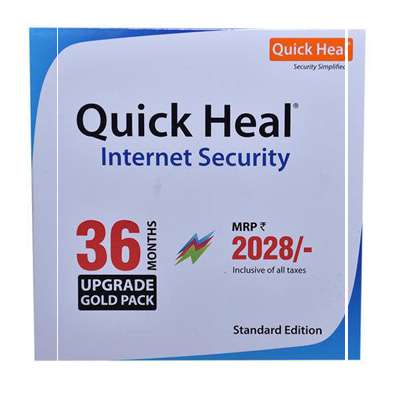 Quick Heal
Security Simplified
Quick Heal®
Internet Security
36 MONTHS
UPGRADE
GOLD PACK
MRP ₹
2028/-
Inclusive of all taxes
Standard Edition